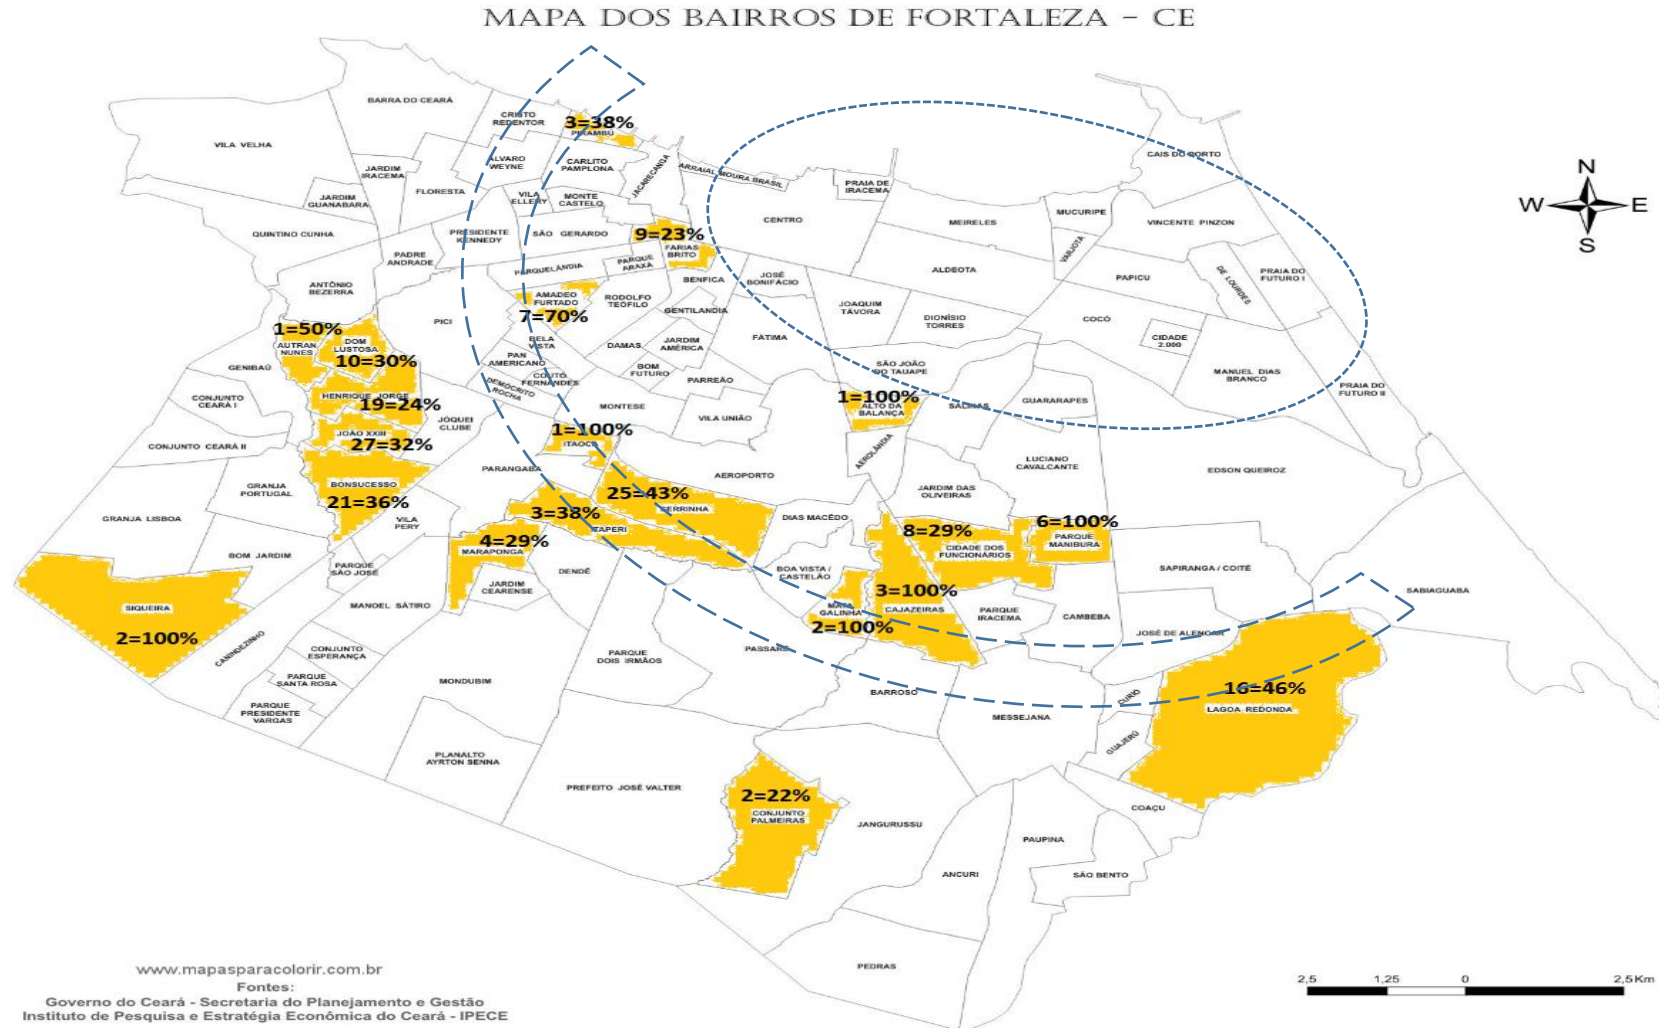 MAPA DOS BAIRROS DE FORTALEZA - CE
BARRA DO CEARÁ
CRISTO
REDENTOR
3=38%
PIRAMBÚ
VILA VELHA
JARDIM
IRACEMA
ALVARO
WEYNE
CARLITO
PAMPLONA
JACARECANGA
ARRAIAL MOURA BRASIL
CAIS DO PORTO
JARDIM
GUANABARA
FLORESTA
VILA
ELLERY
MONTE
CASTELO
PRAIA DE
IRACEMA
N
W
E
S
QUINTINO CUNHA
PRESIDENTE
KENNEDY
SÃO GERARDO
9=23%
FARIAS
BRITO
CENTRO
MEIRELES
MUCURIPE
VINCENTE PINZON
PADRE
ANDRADE
PARQUELÂNDIA
PARQUE
ARAXÁ
BENFICA
JOSÉ
BONIFÁCIO
ALDEOTA
VARJOTA
PAPICU
DE LOURDES
PRAIA DO
FUTURO I
ANTÔNIO
BEZERRA
AMADEO
FURTADO
7=70%
RODOLFO
TEÓFILO
GENTILANDIA
JOAQUIM
TÁVORA
DIONÍSIO
TORRES
COCÓ
CIDADE
2.000
1=50%
AUTRAN
NUNES
DOM
LUSTOSA
10=30%
PICI
BELA
VISTA
DAMAS
JARDIM
AMÉRICA
FÁTIMA
GENIBAÚ
PAN
AMERICANO
COUTO
FERNANDES
BOM
FUTURO
PARREÃO
SÃO JOÃO
DO TAUAPE
MANUEL DIAS
BRANCO
PRAIA DO
FUTURO II
CONJUNTO
CEARÁ I
HENRIQUE JORGE
19=24%
DEMÓCRITO
ROCHA
MONTESE
VILA UNIÃO
1=100%
ALTO DA
BALANÇA
SALINAS
GUARARAPES
JÓQUEI
CLUBE
CONJUNTO CEARÁ II
JOÃO XXIII
27=32%
1=100%
ITAOCA
AEROLÂNDIA
LUCIANO
CAVALCANTE
EDSON QUEIROZ
PARANGABA
AEROPORTO
GRANJA
PORTUGAL
BONSUCESSO
21=36%
25=43%
SERRINHA
JARDIM DAS
OLIVEIRAS
GRANJA LISBOA
VILA
PERY
3=38%
ITAPERI
DIAS MACÊDO
8=29%
CIDADE DOS
FUNCIONÁRIOS
6=100%
PARQUE
MANIBURA
BOM JARDIM
PARQUE
SÃO JOSÉ
4=29%
MARAPONGA
DENDÊ
BOA VISTA /
CASTELÃO
SAPIRANGA / COITÉ
SABIAGUABA
SIQUEIRA
2=100%
MANOEL SÁTIRO
JARDIM
CEARENSE
MATA
GALINHA
2=100%
3=100%
CAJAZEIRAS
PARQUE
IRACEMA
CAMBEBA
JOSÉ DE ALENCAR
CANINDEZINHO
CONJUNTO
ESPERANÇA
PARQUE
SANTA ROSA
PARQUE
PRESIDENTE
VARGAS
MONDUBIM
PARQUE
DOIS IRMÃOS
PASSARÉ
BARROSO
MESSEJANA
CURIÓ
GUAJERÚ
16=46%
LAGOA REDONDA
PLANALTO
AYRTON SENNA
PREFEITO JOSÉ VALTER
2=22%
CONJUNTO
PALMEIRAS
JANGURUSSU
COAÇU
PAUPINA
ANCURI
SÃO BENTO
PEDRAS
www.mapasparacolorir.com.br
Fontes:
Governo do Ceará - Secretaria do Planejamento e Gestão
Instituto de Pesquisa e Estratégia Econômica do Ceará - IPECE
2,5 1,25 0 2,5 Km